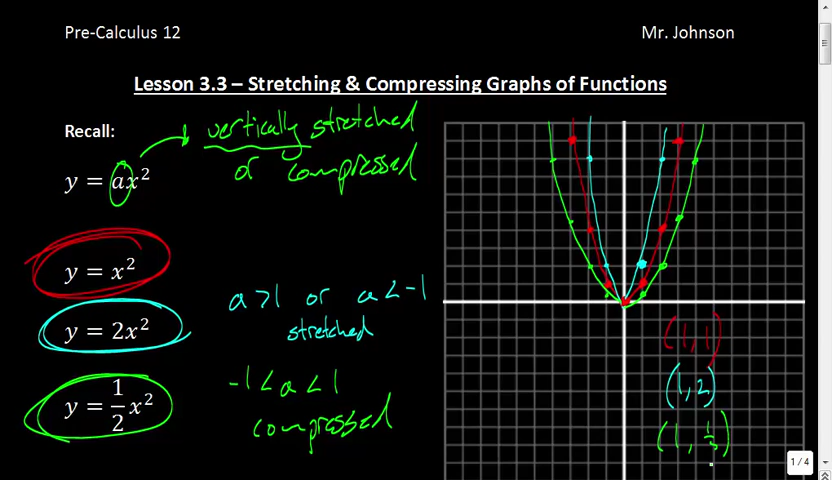 Pre-Calculus 12
Mr. Johnson
Lesson 3.3 – Stretching & Compressing Graphs of Functions
Recall:
vertically stretched
or compressed
y = ax²
y = x²
y = 2x²
a > 1 or a < -1
stretched
y = 1/2 x²
-1 < a < 1
compressed
(1, 1)
(1, 2)
(1, 1/2)
1 / 4